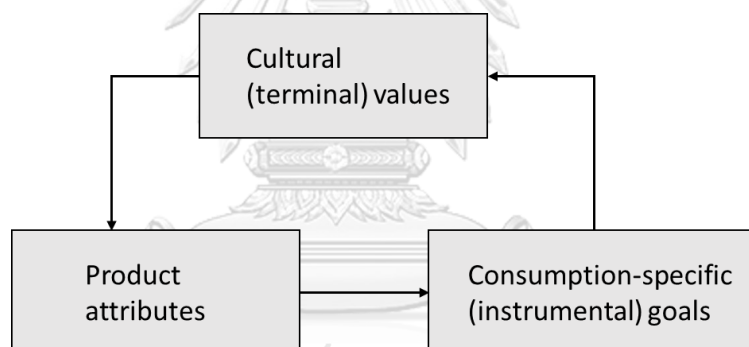 Cultural
(terminal) values
Product
attributes
Consumption-specific
(instrumental) goals